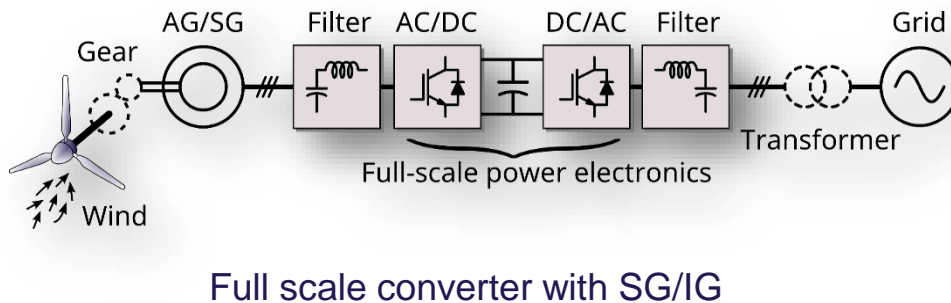 AG/SG Filter AC/DC DC/AC Filter Grid
Gear
Transformer
Full-scale power electronics
Wind
Full scale converter with SG/IG